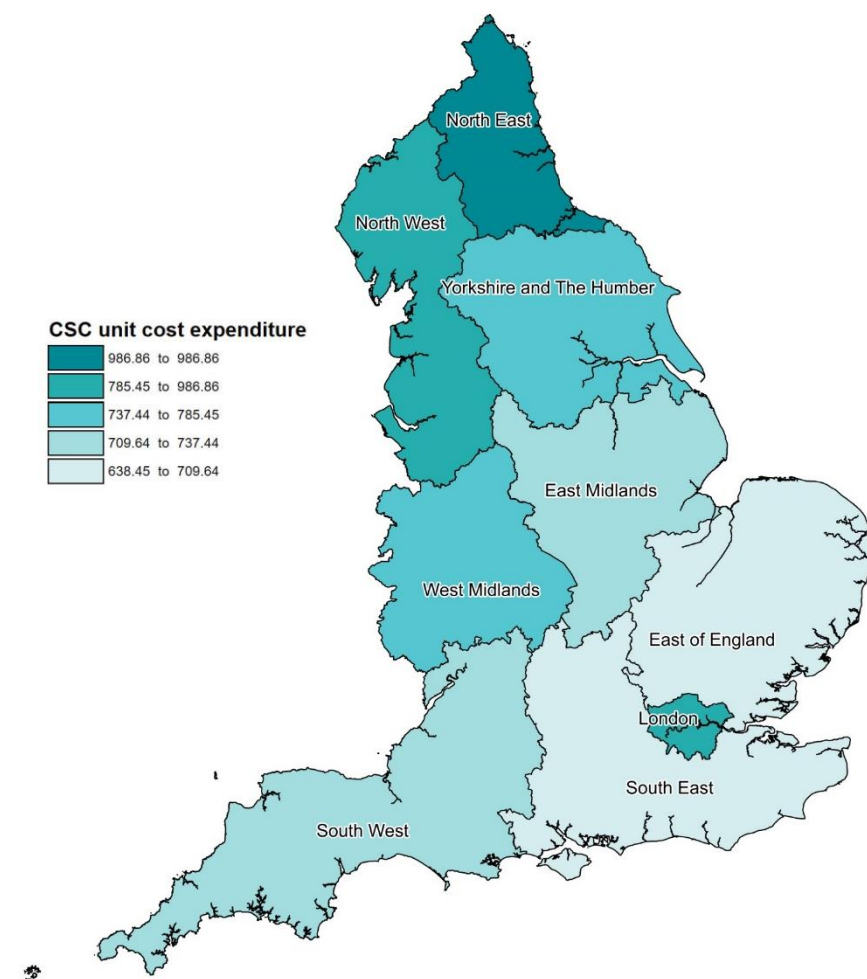 North East
North West
Yorkshire and The Humber
CSC unit cost expenditure
986.86 to 986.86
785.45 to 986.86
737.44 to 785.45
709.64 to 737.44
638.45 to 709.64
East Midlands
West Midlands
East of England
London
South East
South West